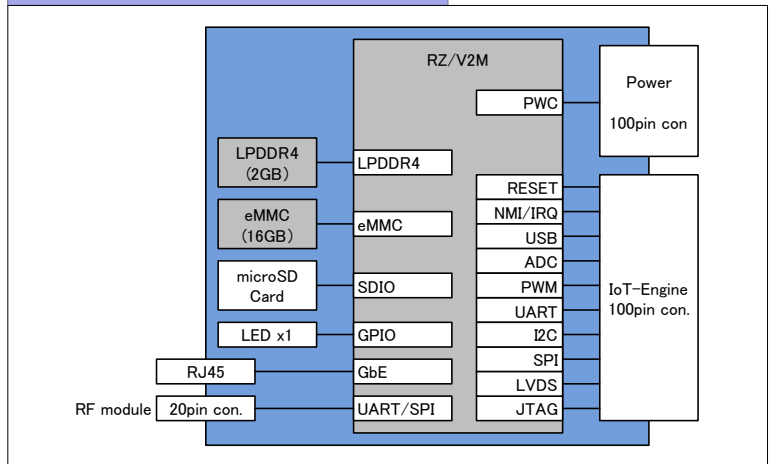 RZ/V2M
Power
100pin con
PWC
LPDDR4
(2GB)
LPDDR4
eMMC
(16GB)
eMMC
microSD
Card
SDIO
LED x1
GPIO
RJ45
GbE
RF module
20pin con.
UART/SPI
RESET
NMI/IRQ
USB
ADC
PWM
UART
I2C
SPI
LVDS
JTAG
IoT-Engine
100pin con.